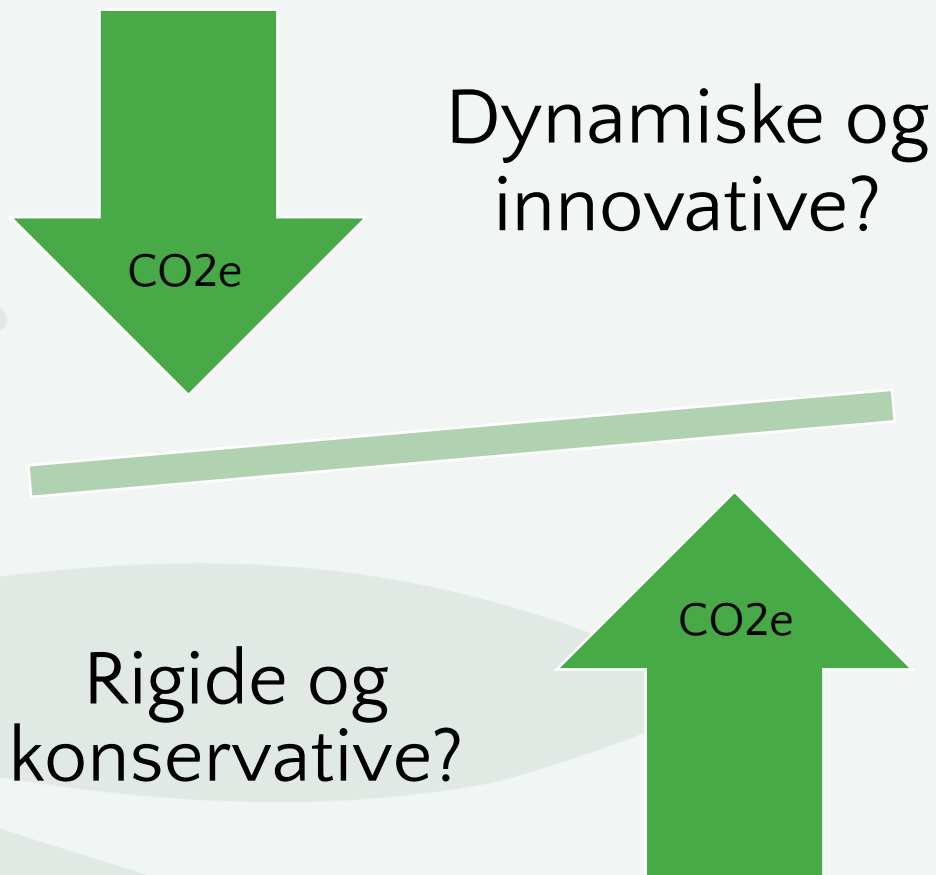 Dynamiske og
innovative?
CO2e
CO2e
Rigide og
konservative?